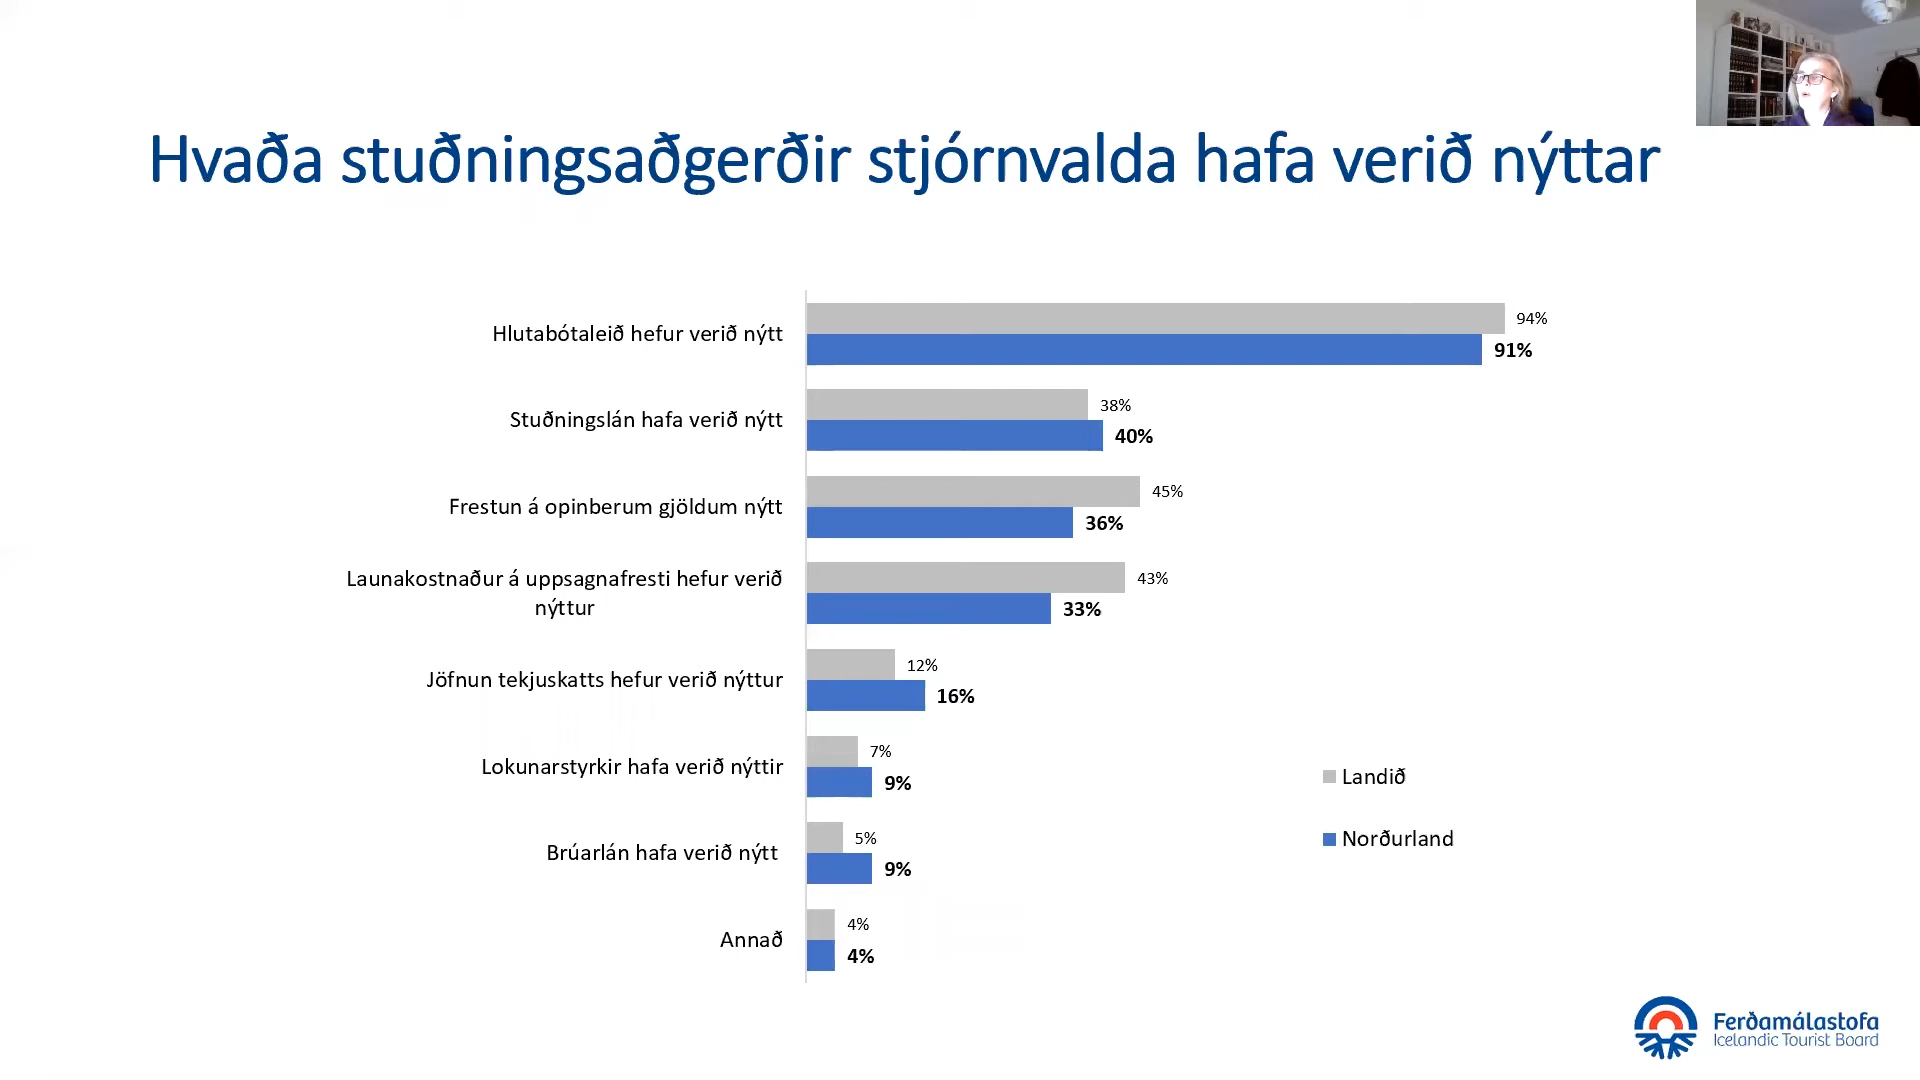 Hvaða stuðningsaðgerðir stjórnvalda hafa verið nýttar
Hlutabótaleið hefur verið nýtt
94%
91%
Stuðningslán hafa verið nýtt
38%
40%
Frestun á opinberum gjöldum nýtt
45%
36%
Launakostnaður á uppsagnafresti hefur verið
nýttur
43%
33%
Jöfnun tekjuskatts hefur verið nýttur
12%
16%
Lokunarstyrkir hafa verið nýttir
7%
9%
Brúarlán hafa verið nýtt
5%
9%
Annað
4%
4%
Landið
Norðurland
Ferðamálastofa
Icelandic Tourist Board